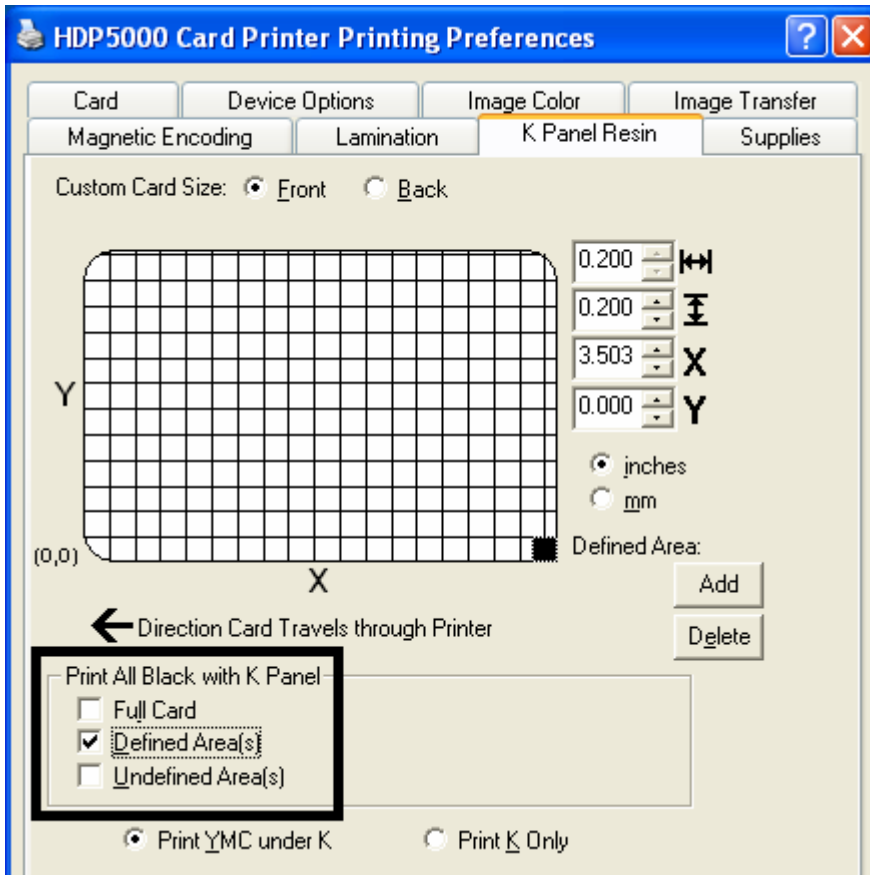 HDP5000 Card Printer Printing Preferences
Card Device Options Image Color Image Transfer
Magnetic Encoding Lamination K Panel Resin Supplies
Custom Card Size: Front Back
0.200
0.200
3.503 X
Y 0.000 Y
inches
mm
(0,0) Defined Area:
X Add
Direction Card Travels through Printer Delete
Print All Black with K Panel
Full Card
Defined Area(s)
Undefined Area(s)
Print YMC under K Print K Only